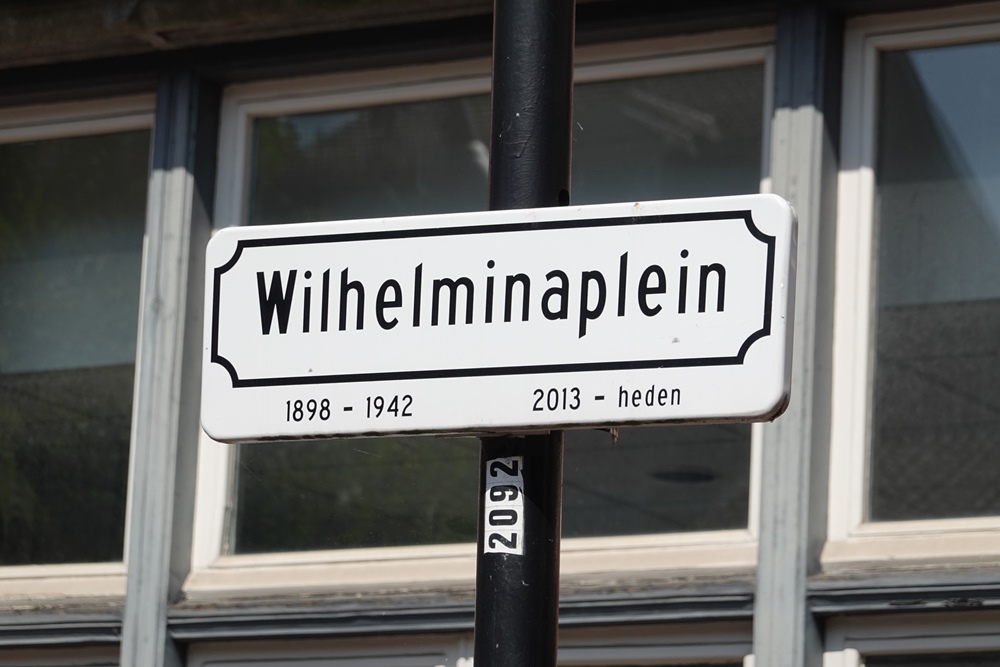 Wilhelminaplein
1898 - 1942 2013 - heden
2092